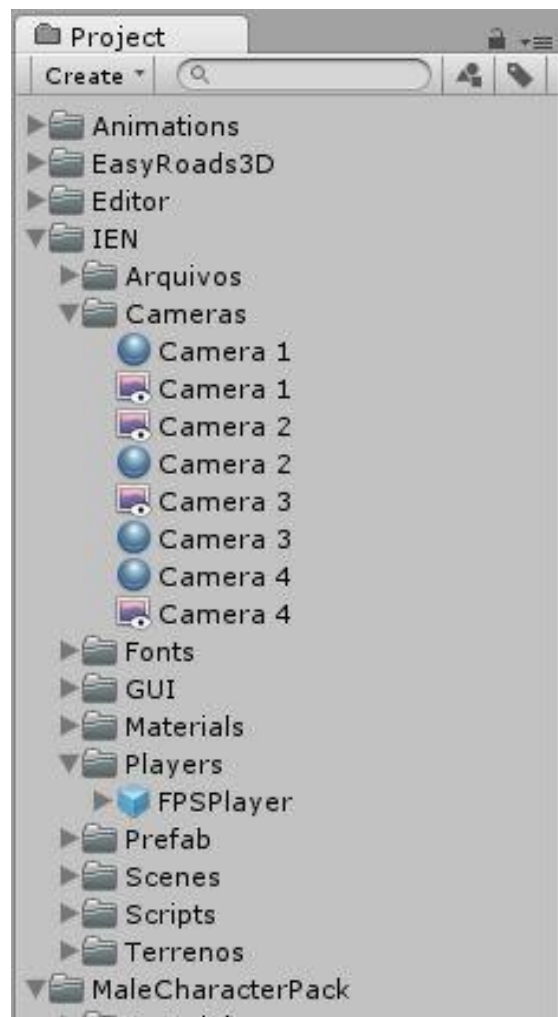 Project
Create
Animations
EasyRoads3D
Editor
IEN
Arquivos
Cameras
Camera 1
Camera 1
Camera 2
Camera 2
Camera 3
Camera 3
Camera 4
Camera 4
Fonts
GUI
Materials
Players
FPSPlayer
Prefab
Scenes
Scripts
Terrenos
MaleCharacterPack